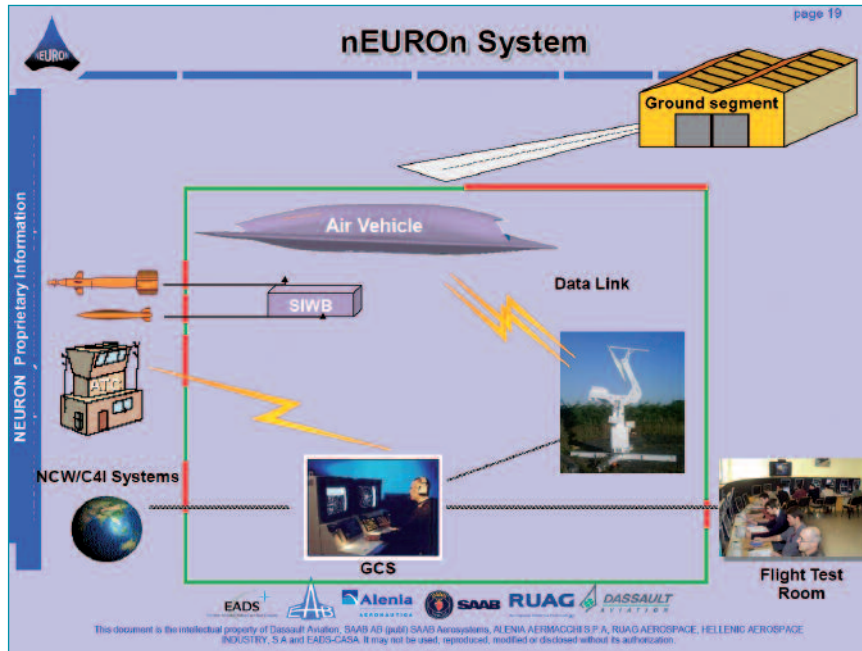 page 19
nEUROn
nEUROn System
Ground segment
NEURON Proprietary Information
Air Vehicle
Data Link
SIWB
ATC
NCW/C4I Systems
GCS
Flight Test
Room
EADS
EAB
Alenia
AERONAUTICA
SAAB
RUAG
DASSAULT
AVIATION
This document is the intellectual property of Dassault Aviation, SAAB AB (publ) SAAB Aerosystems, ALENIA AERMACCHI S.P.A, RUAG AEROSPACE, HELLENIC AEROSPACE
INDUSTRY, S.A and EADS-CASA. It may not be used, reproduced, modified or disclosed without its authorization.